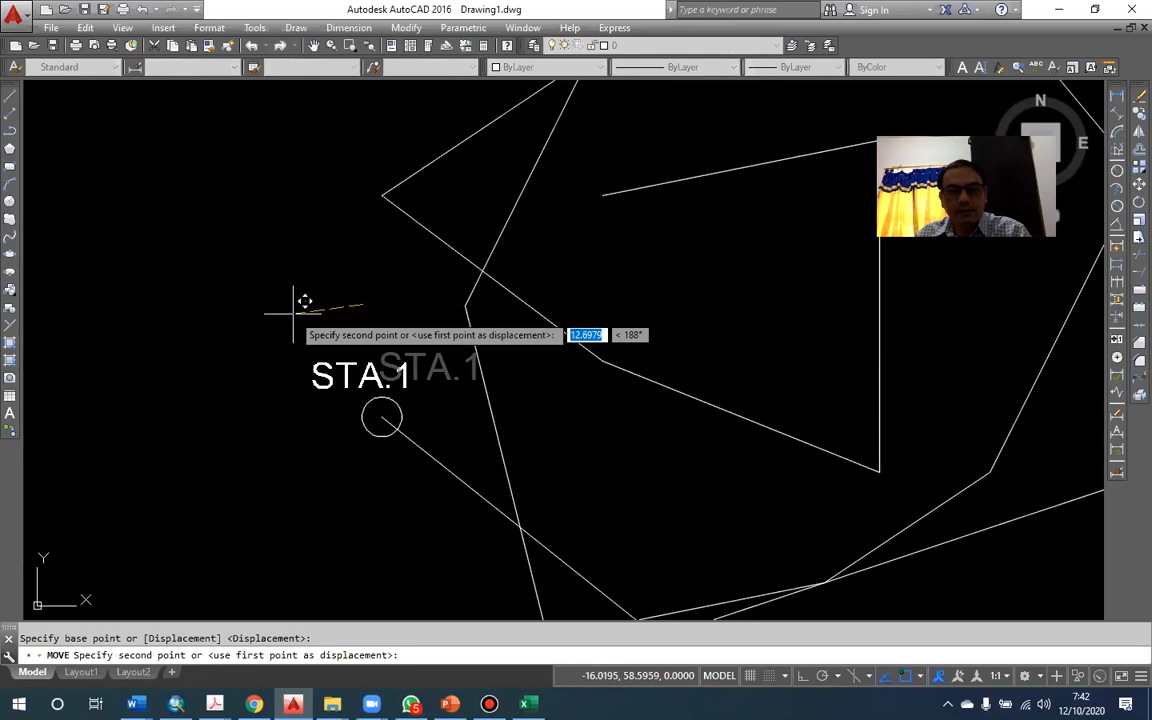 Autodesk AutoCAD 2016 Drawing1.dwg
Type a keyword or phrase
Sign In
File Edit View Insert Format Tools Draw Dimension Modify Parametric Window Help Express
0
Standard
ByLayer
ByLayer
ByLayer
ByColor
N
E
Specify second point or <use first point as displacement>: 12.6979 < 188°
STA.1
STA.1
Y
X
Specify base point or [Displacement] <Displacement>:
MOVE Specify second point or <use first point as displacement>:
Model Layout1 Layout2 +
-16.0195, 58.5959, 0.0000 MODEL 1:1
5
7:42
12/10/2020